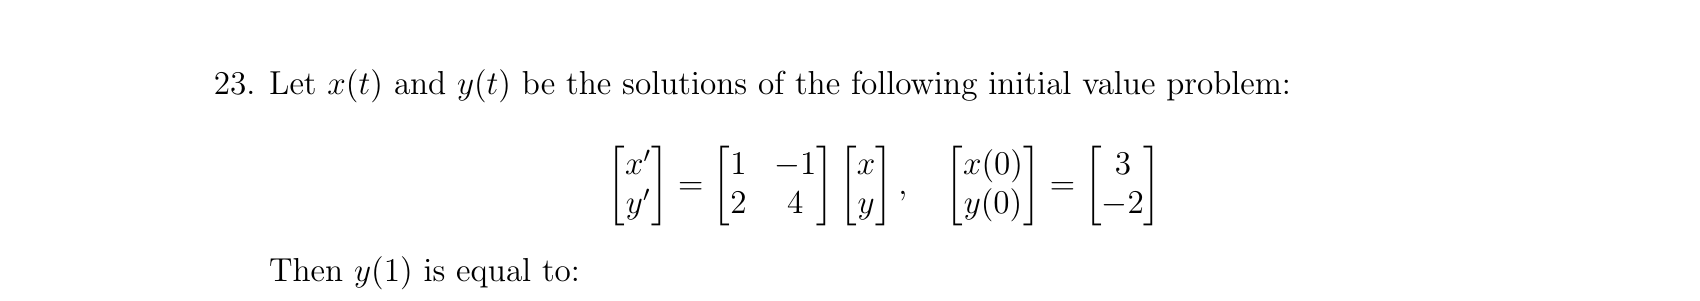 23. Let x(t) and y(t) be the solutions of the following initial value problem:
[x′ y′] = [1 −1 2 4] [x y], [x(0) y(0)] = [3 −2]
Then y(1) is equal to: